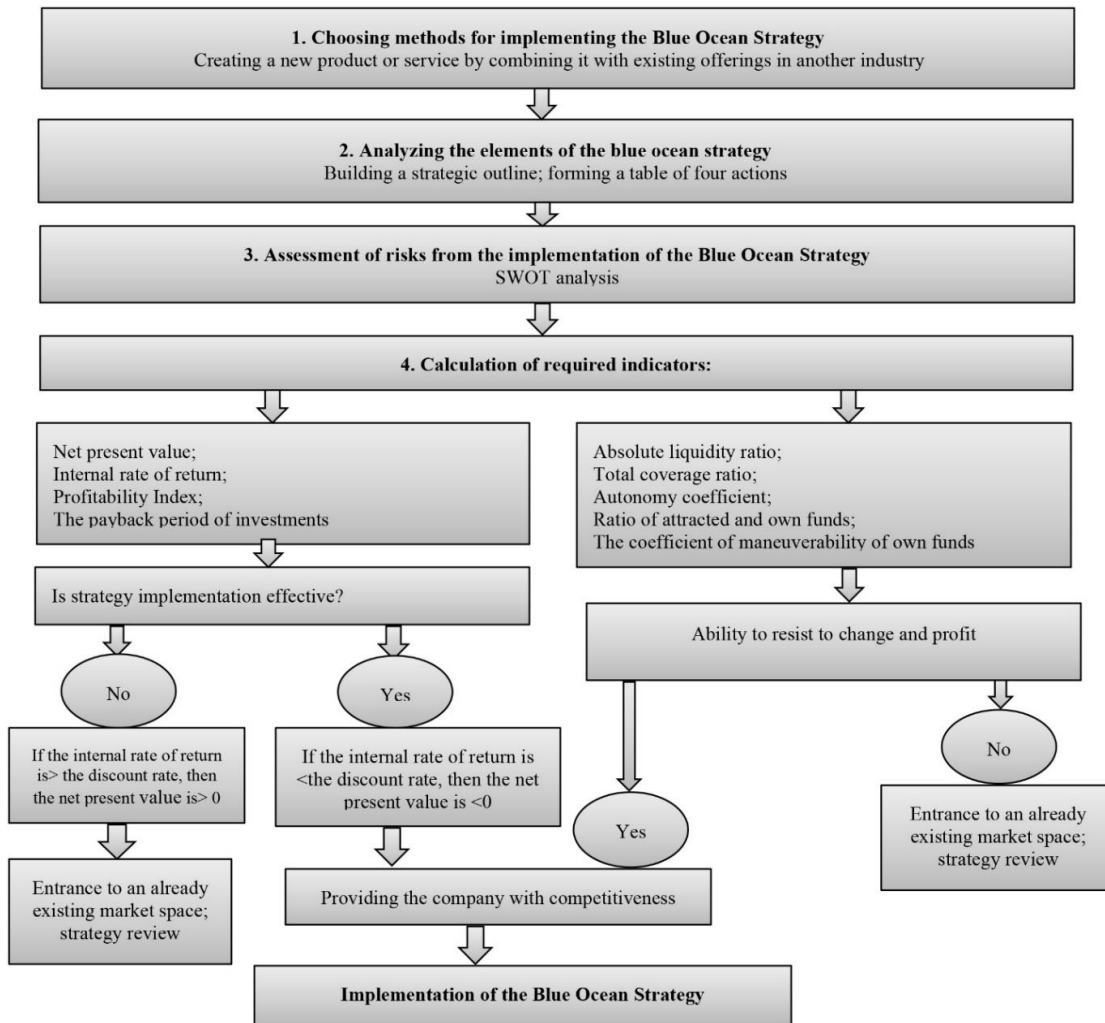 1. Choosing methods for implementing the Blue Ocean Strategy
Creating a new product or service by combining it with existing offerings in another industry
2. Analyzing the elements of the blue ocean strategy
Building a strategic outline; forming a table of four actions
3. Assessment of risks from the implementation of the Blue Ocean Strategy
SWOT analysis
4. Calculation of required indicators:
Net present value;
Internal rate of return;
Profitability Index;
The payback period of investments
Absolute liquidity ratio;
Total coverage ratio;
Autonomy coefficient;
Ratio of attracted and own funds;
The coefficient of maneuverability of own funds
Is strategy implementation effective?
Ability to resist to change and profit
No
Yes
If the internal rate of return
is> the discount rate, then
the net present value is> 0
If the internal rate of return is
<the discount rate, then the net
present value is <0
Yes
No
Entrance to an already
existing market space;
strategy review
Entrance to an already
existing market space;
strategy review
Providing the company with competitiveness
Implementation of the Blue Ocean Strategy